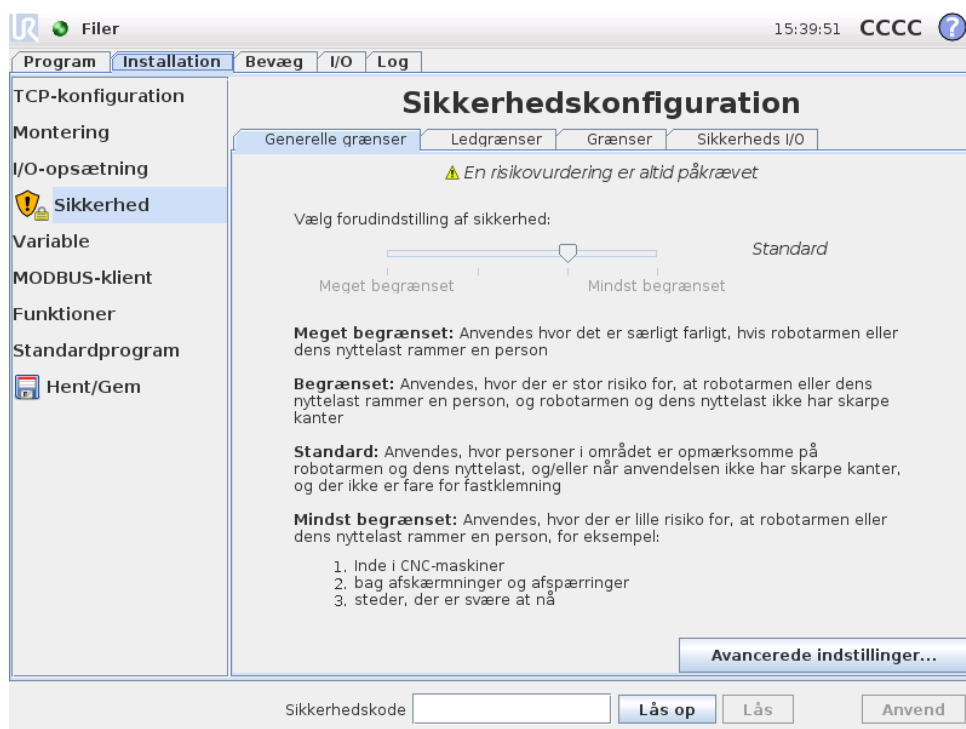 UR Filer 15:39:51 CCCC ?
Program Installation Bevæg I/O Log
TCP-konfiguration
Montering
I/O-opsætning
Sikkerhed
Variable
MODBUS-klient
Funktioner
Standardprogram
Hent/Gem
Sikkerhedskonfiguration
Generelle grænser Ledgrænser Grænser Sikkerheds I/O
En risikovurdering er altid påkrævet
Vælg forudindstilling af sikkerhed:
Standard
Meget begrænset Mindst begrænset
Meget begrænset: Anvendes hvor det er særligt farligt, hvis robotarmen eller
dens nyttelast rammer en person
Begrænset: Anvendes, hvor der er stor risiko for, at robotarmen eller dens
nyttelast rammer en person, og robotarmen og dens nyttelast ikke har skarpe
kanter
Standard: Anvendes, hvor personer i området er opmærksomme på
robotarmen og dens nyttelast, og/eller når anvendelsen ikke har skarpe kanter,
og der ikke er fare for fastklemning
Mindst begrænset: Anvendes, hvor der er lille risiko for, at robotarmen eller
dens nyttelast rammer en person, for eksempel:
1. Inde i CNC-maskiner
2. bag afskærmninger og afspærringer
3. steder, der er svære at nå
Avancerede indstillinger...
Sikkerhedskode Lås op Lås Anvend